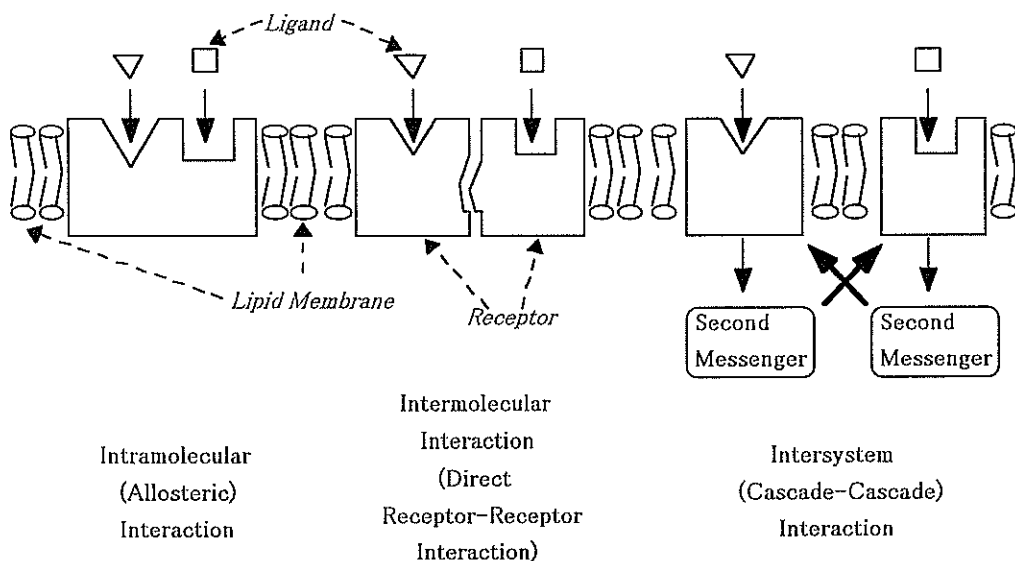 Ligand
Lipid Membrane
Receptor
Second
Messenger
Second
Messenger
Intramolecular
(Allosteric)
Interaction
Intermolecular
Interaction
(Direct
Receptor-Receptor
Interaction)
Intersystem
(Cascade-Cascade)
Interaction